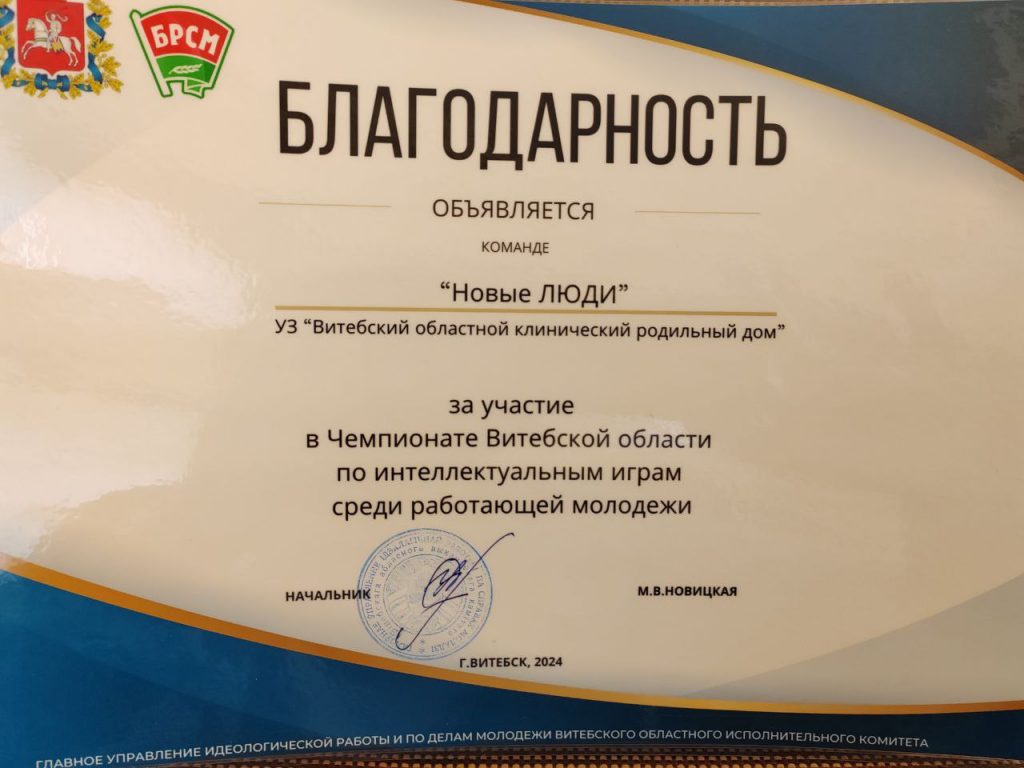 БРСМ
БЛАГОДАРНОСТЬ
ОБЪЯВЛЯЕТСЯ
КОМАНДЕ
“Новые ЛЮДИ”
УЗ “Витебский областной клинический родильный дом”
за участие
в Чемпионате Витебской области
по интеллектуальным играм
среди работающей молодежи
НАЧАЛЬНИК
М.В.НОВИЦКАЯ
Г.ВИТЕБСК, 2024
ГЛАВНОЕ УПРАВЛЕНИЕ ИДЕОЛОГИЧЕСКОЙ РАБОТЫ И ПО ДЕЛАМ МОЛОДЕЖИ ВИТЕБСКОГО ОБЛАСТНОГО ИСПОЛНИТЕЛЬНОГО КОМИТЕТА